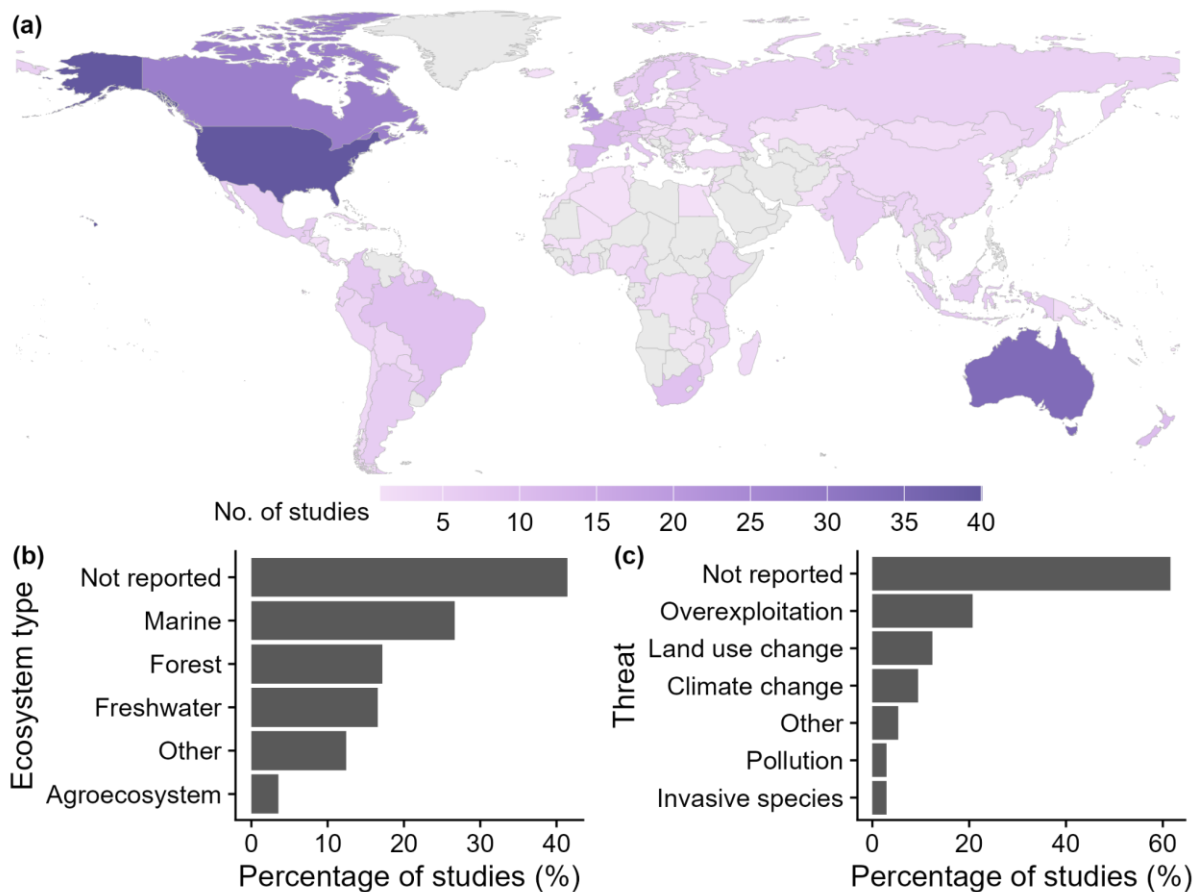 (a)
No. of studies
5 10 15 20 25 30 35 40
(b)
Ecosystem type
Not reported
Marine
Forest
Freshwater
Other
Agroecosystem
0 10 20 30 40
Percentage of studies (%)
(c)
Threat
Not reported
Overexploitation
Land use change
Climate change
Other
Pollution
Invasive species
0 20 40 60
Percentage of studies (%)